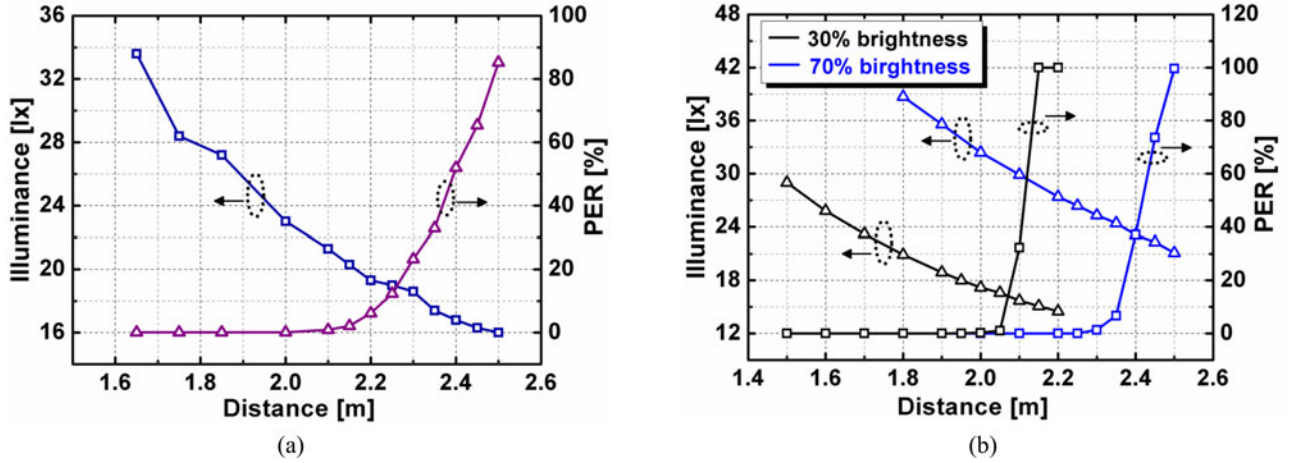 36
32
28
24
20
16
Illuminance [lx]
100
80
60
40
20
0
PER [%]
1.6 1.8 2.0 2.2 2.4 2.6
Distance [m]
(a)
30% brightness
70% birghtness
48
42
36
30
24
18
12
Illuminance [lx]
120
100
80
60
40
20
0
PER [%]
1.4 1.6 1.8 2.0 2.2 2.4 2.6
Distance [m]
(b)